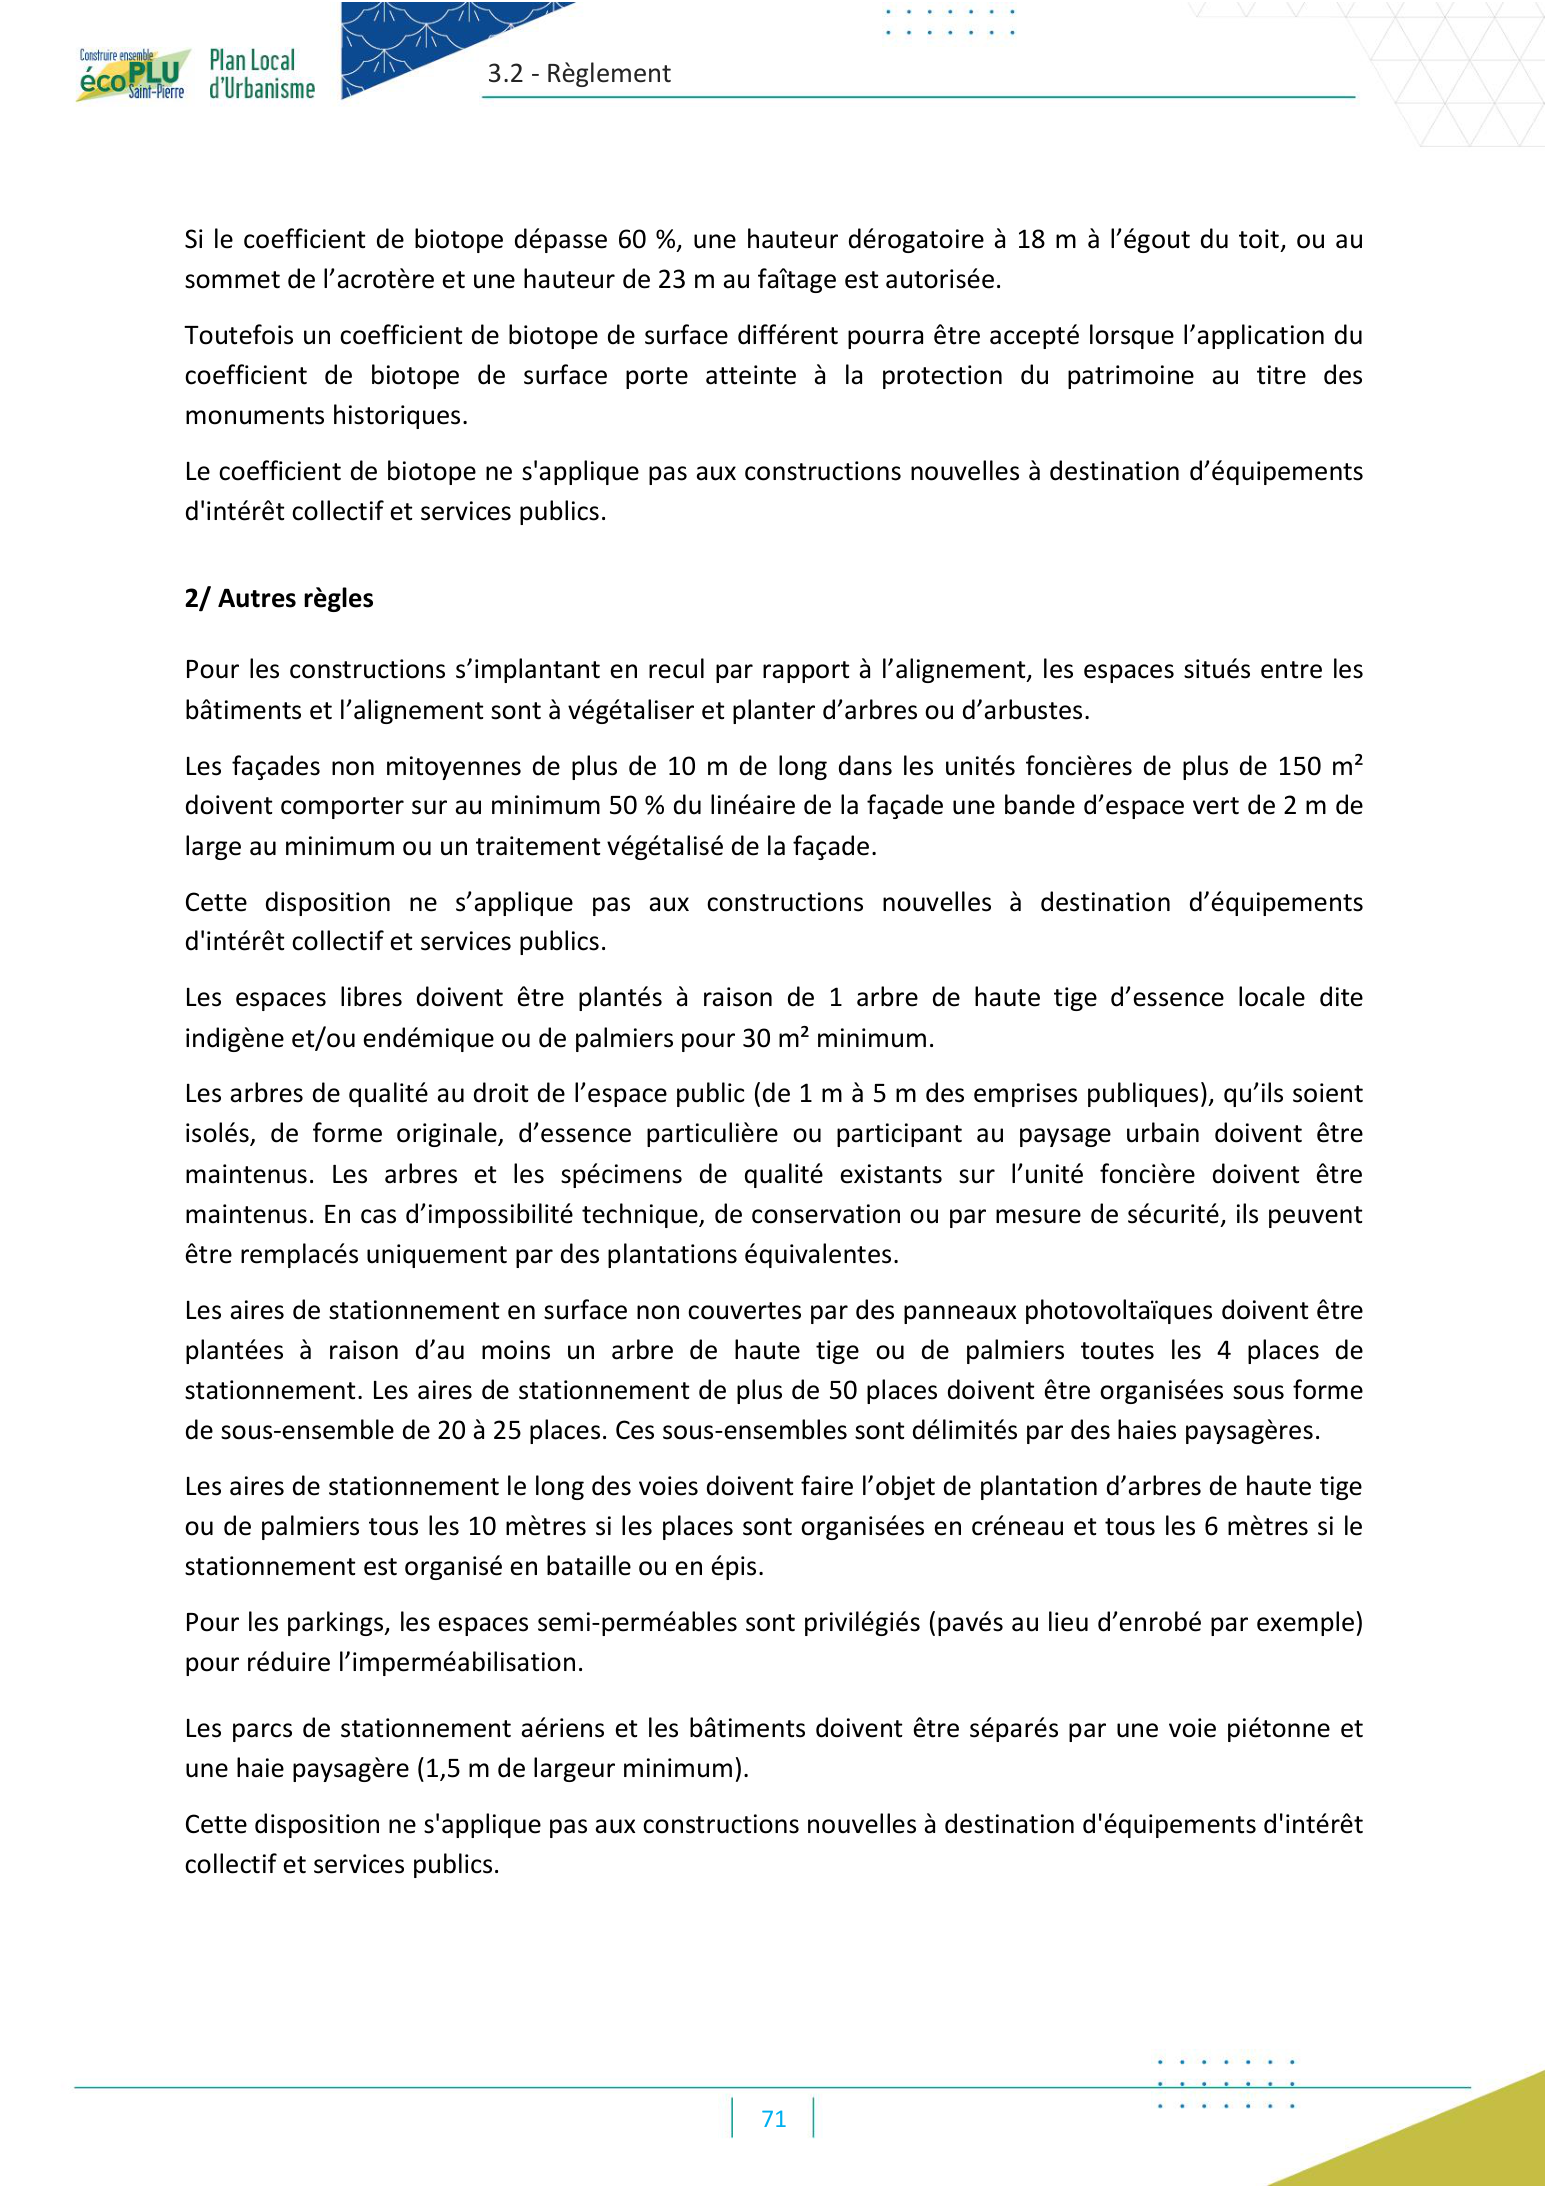 Construire ensemble
écoPLU
Saint-Pierre
Plan Local
d'Urbanisme
3.2 - Règlement
Si le coefficient de biotope dépasse 60 %, une hauteur dérogatoire à 18 m à l’égout du toit, ou au
sommet de l’acrotère et une hauteur de 23 m au faîtage est autorisée.
Toutefois un coefficient de biotope de surface différent pourra être accepté lorsque l’application du
coefficient de biotope de surface porte atteinte à la protection du patrimoine au titre des
monuments historiques.
Le coefficient de biotope ne s'applique pas aux constructions nouvelles à destination d’équipements
d'intérêt collectif et services publics.
2/ Autres règles
Pour les constructions s’implantant en recul par rapport à l’alignement, les espaces situés entre les
bâtiments et l’alignement sont à végétaliser et planter d’arbres ou d’arbustes.
Les façades non mitoyennes de plus de 10 m de long dans les unités foncières de plus de 150 m²
doivent comporter sur au minimum 50 % du linéaire de la façade une bande d’espace vert de 2 m de
large au minimum ou un traitement végétalisé de la façade.
Cette disposition ne s’applique pas aux constructions nouvelles à destination d’équipements
d'intérêt collectif et services publics.
Les espaces libres doivent être plantés à raison de 1 arbre de haute tige d’essence locale dite
indigène et/ou endémique ou de palmiers pour 30 m² minimum.
Les arbres de qualité au droit de l’espace public (de 1 m à 5 m des emprises publiques), qu’ils soient
isolés, de forme originale, d’essence particulière ou participant au paysage urbain doivent être
maintenus. Les arbres et les spécimens de qualité existants sur l’unité foncière doivent être
maintenus. En cas d’impossibilité technique, de conservation ou par mesure de sécurité, ils peuvent
être remplacés uniquement par des plantations équivalentes.
Les aires de stationnement en surface non couvertes par des panneaux photovoltaïques doivent être
plantées à raison d’au moins un arbre de haute tige ou de palmiers toutes les 4 places de
stationnement. Les aires de stationnement de plus de 50 places doivent être organisées sous forme
de sous-ensemble de 20 à 25 places. Ces sous-ensembles sont délimités par des haies paysagères.
Les aires de stationnement le long des voies doivent faire l’objet de plantation d’arbres de haute tige
ou de palmiers tous les 10 mètres si les places sont organisées en créneau et tous les 6 mètres si le
stationnement est organisé en bataille ou en épis.
Pour les parkings, les espaces semi-perméables sont privilégiés (pavés au lieu d’enrobé par exemple)
pour réduire l’imperméabilisation.
Les parcs de stationnement aériens et les bâtiments doivent être séparés par une voie piétonne et
une haie paysagère (1,5 m de largeur minimum).
Cette disposition ne s'applique pas aux constructions nouvelles à destination d'équipements d'intérêt
collectif et services publics.
71